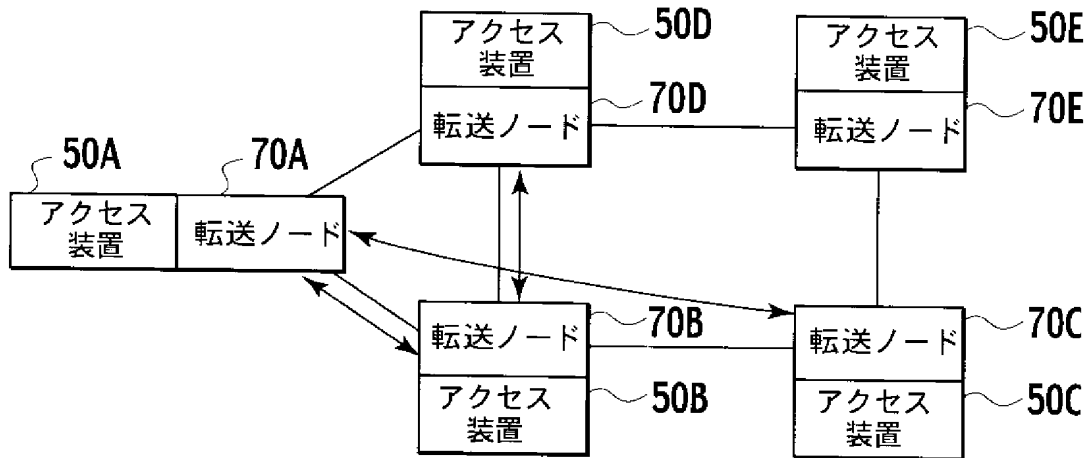 アクセス
装置
50D
転送ノード
70D
アクセス
装置
50E
転送ノード
70E
50A
70A
アクセス
装置
転送ノード
転送ノード
70B
アクセス
装置
50B
転送ノード
70C
アクセス
装置
50C